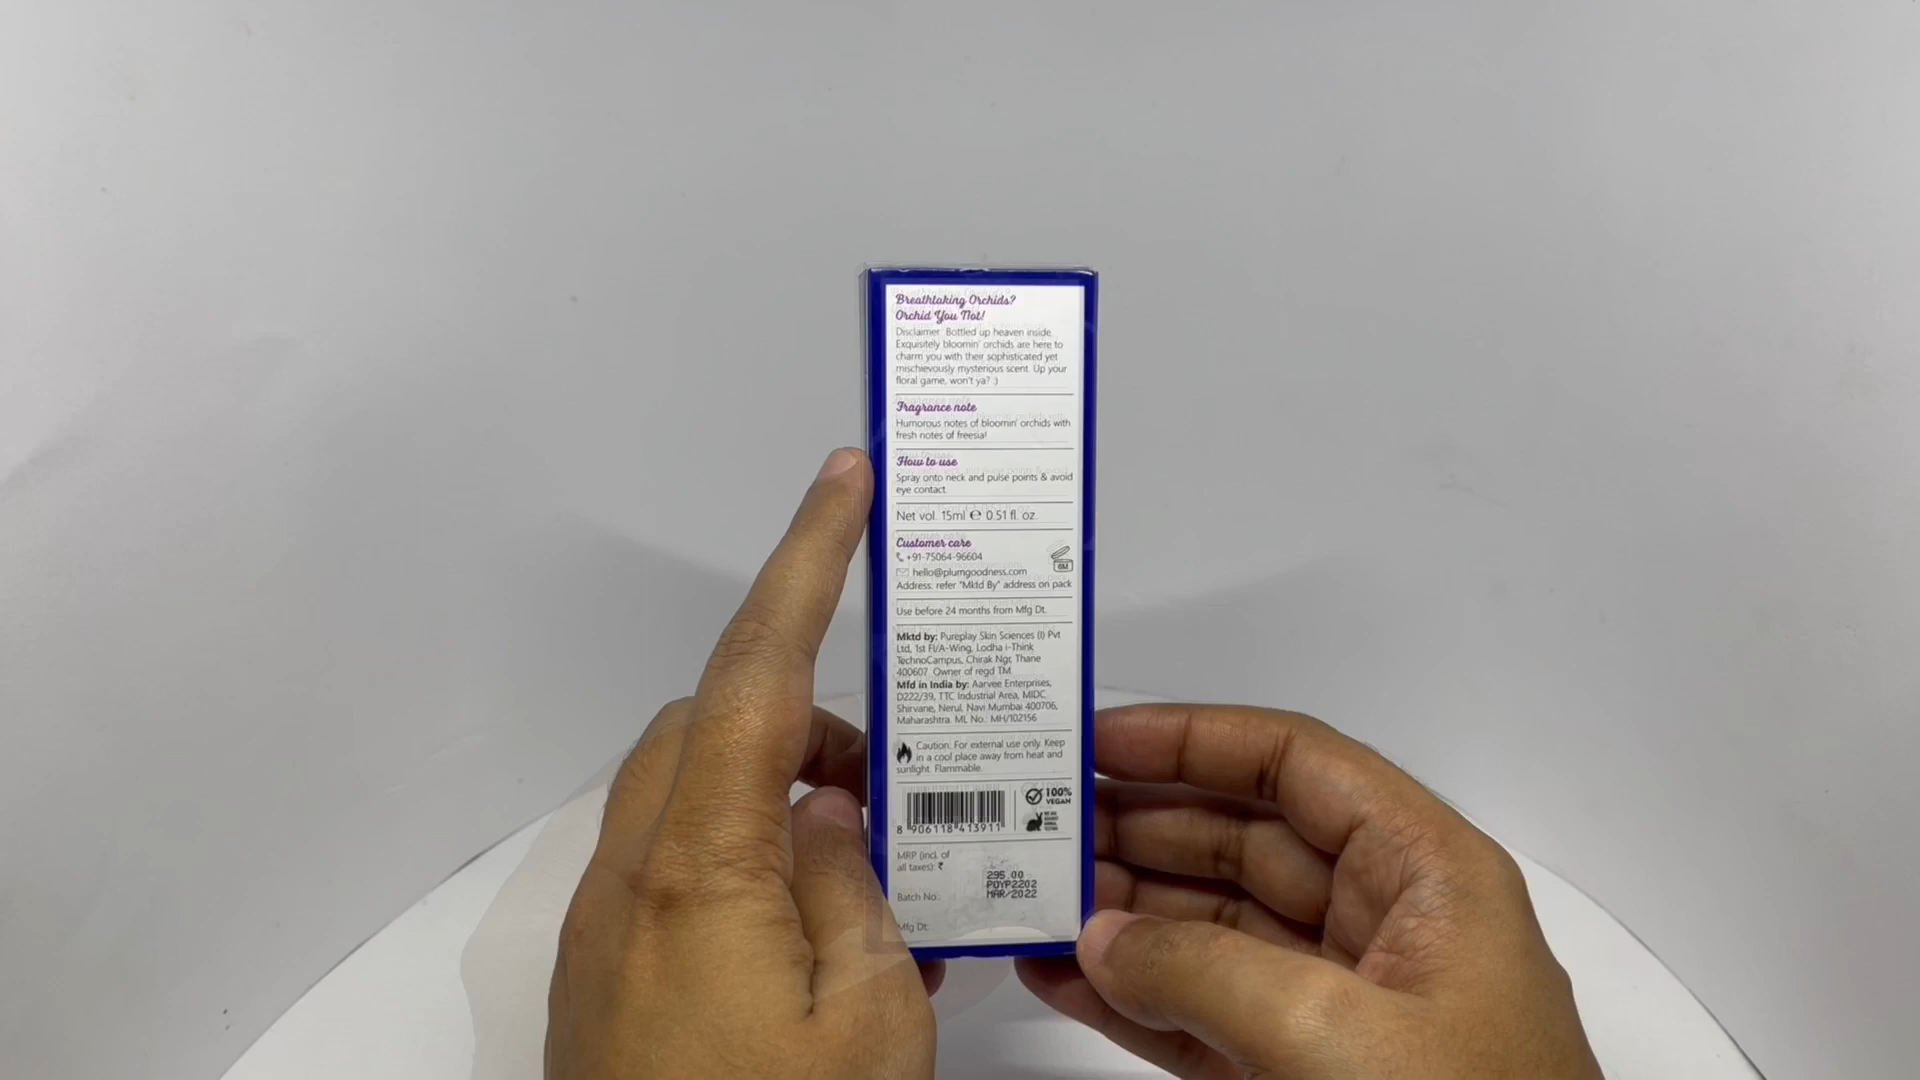 Breathtaking Orchids?
Orchid You Not!
Disclaimer: Bottled up heaven inside.
Exquisitely bloomin' orchids are here to
charm you with their sophisticated yet
mischievously mysterious scent. Up your
floral game, won't ya? :)
Fragrance note
Humorous notes of bloomin' orchids with
fresh notes of freesia!
How to use
Spray onto neck and pulse points & avoid
eye contact.
Net vol. 15ml ℮ 0.51 fl. oz.
Customer care
+91-75064-96604
hello@plumgoodness.com
6M
Address: refer "Mktd By" address on pack
Use before 24 months from Mfg Dt.
Mktd by: Pureplay Skin Sciences (I) Pvt
Ltd, 1st Fl/A-Wing, Lodha i-Think
TechnoCampus, Chirak Ngr, Thane
400607. Owner of regd TM.
Mfd in India by: Aarvee Enterprises,
D222/39, TTC Industrial Area, MIDC,
Shirvane, Nerul, Navi Mumbai 400706,
Maharashtra. ML No.: MH/102156
Caution: For external use only. Keep
in a cool place away from heat and
sunlight. Flammable.
100%
VEGAN
8 906118 413911
MRP (incl. of
all taxes): ₹
295.00
PUYP2202
MAR/2022
Batch No.:
Mfg Dt: